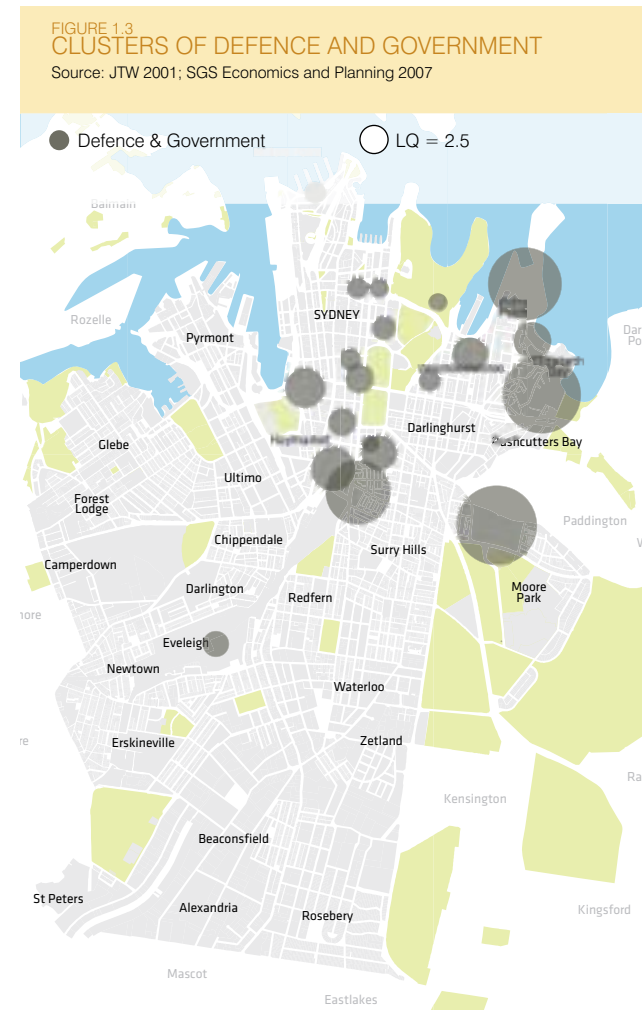 FIGURE 1.3
CLUSTERS OF DEFENCE AND GOVERNMENT
Source: JTW 2001; SGS Economics and Planning 2007
Defence & Government
LQ = 2.5
Balmain
Rozelle
SYDNEY
Pyrmont
Glebe
Darlinghurst
Ultimo
Forest
Lodge
Paddington
Chippendale
Surry Hills
Camperdown
Darlington
Redfern
Moore
Park
Eveleigh
Newtown
Waterloo
Erskineville
Zetland
Kensington
Beaconsfield
St Peters
Alexandria
Rosebery
Kingsford
Mascot
Eastlakes